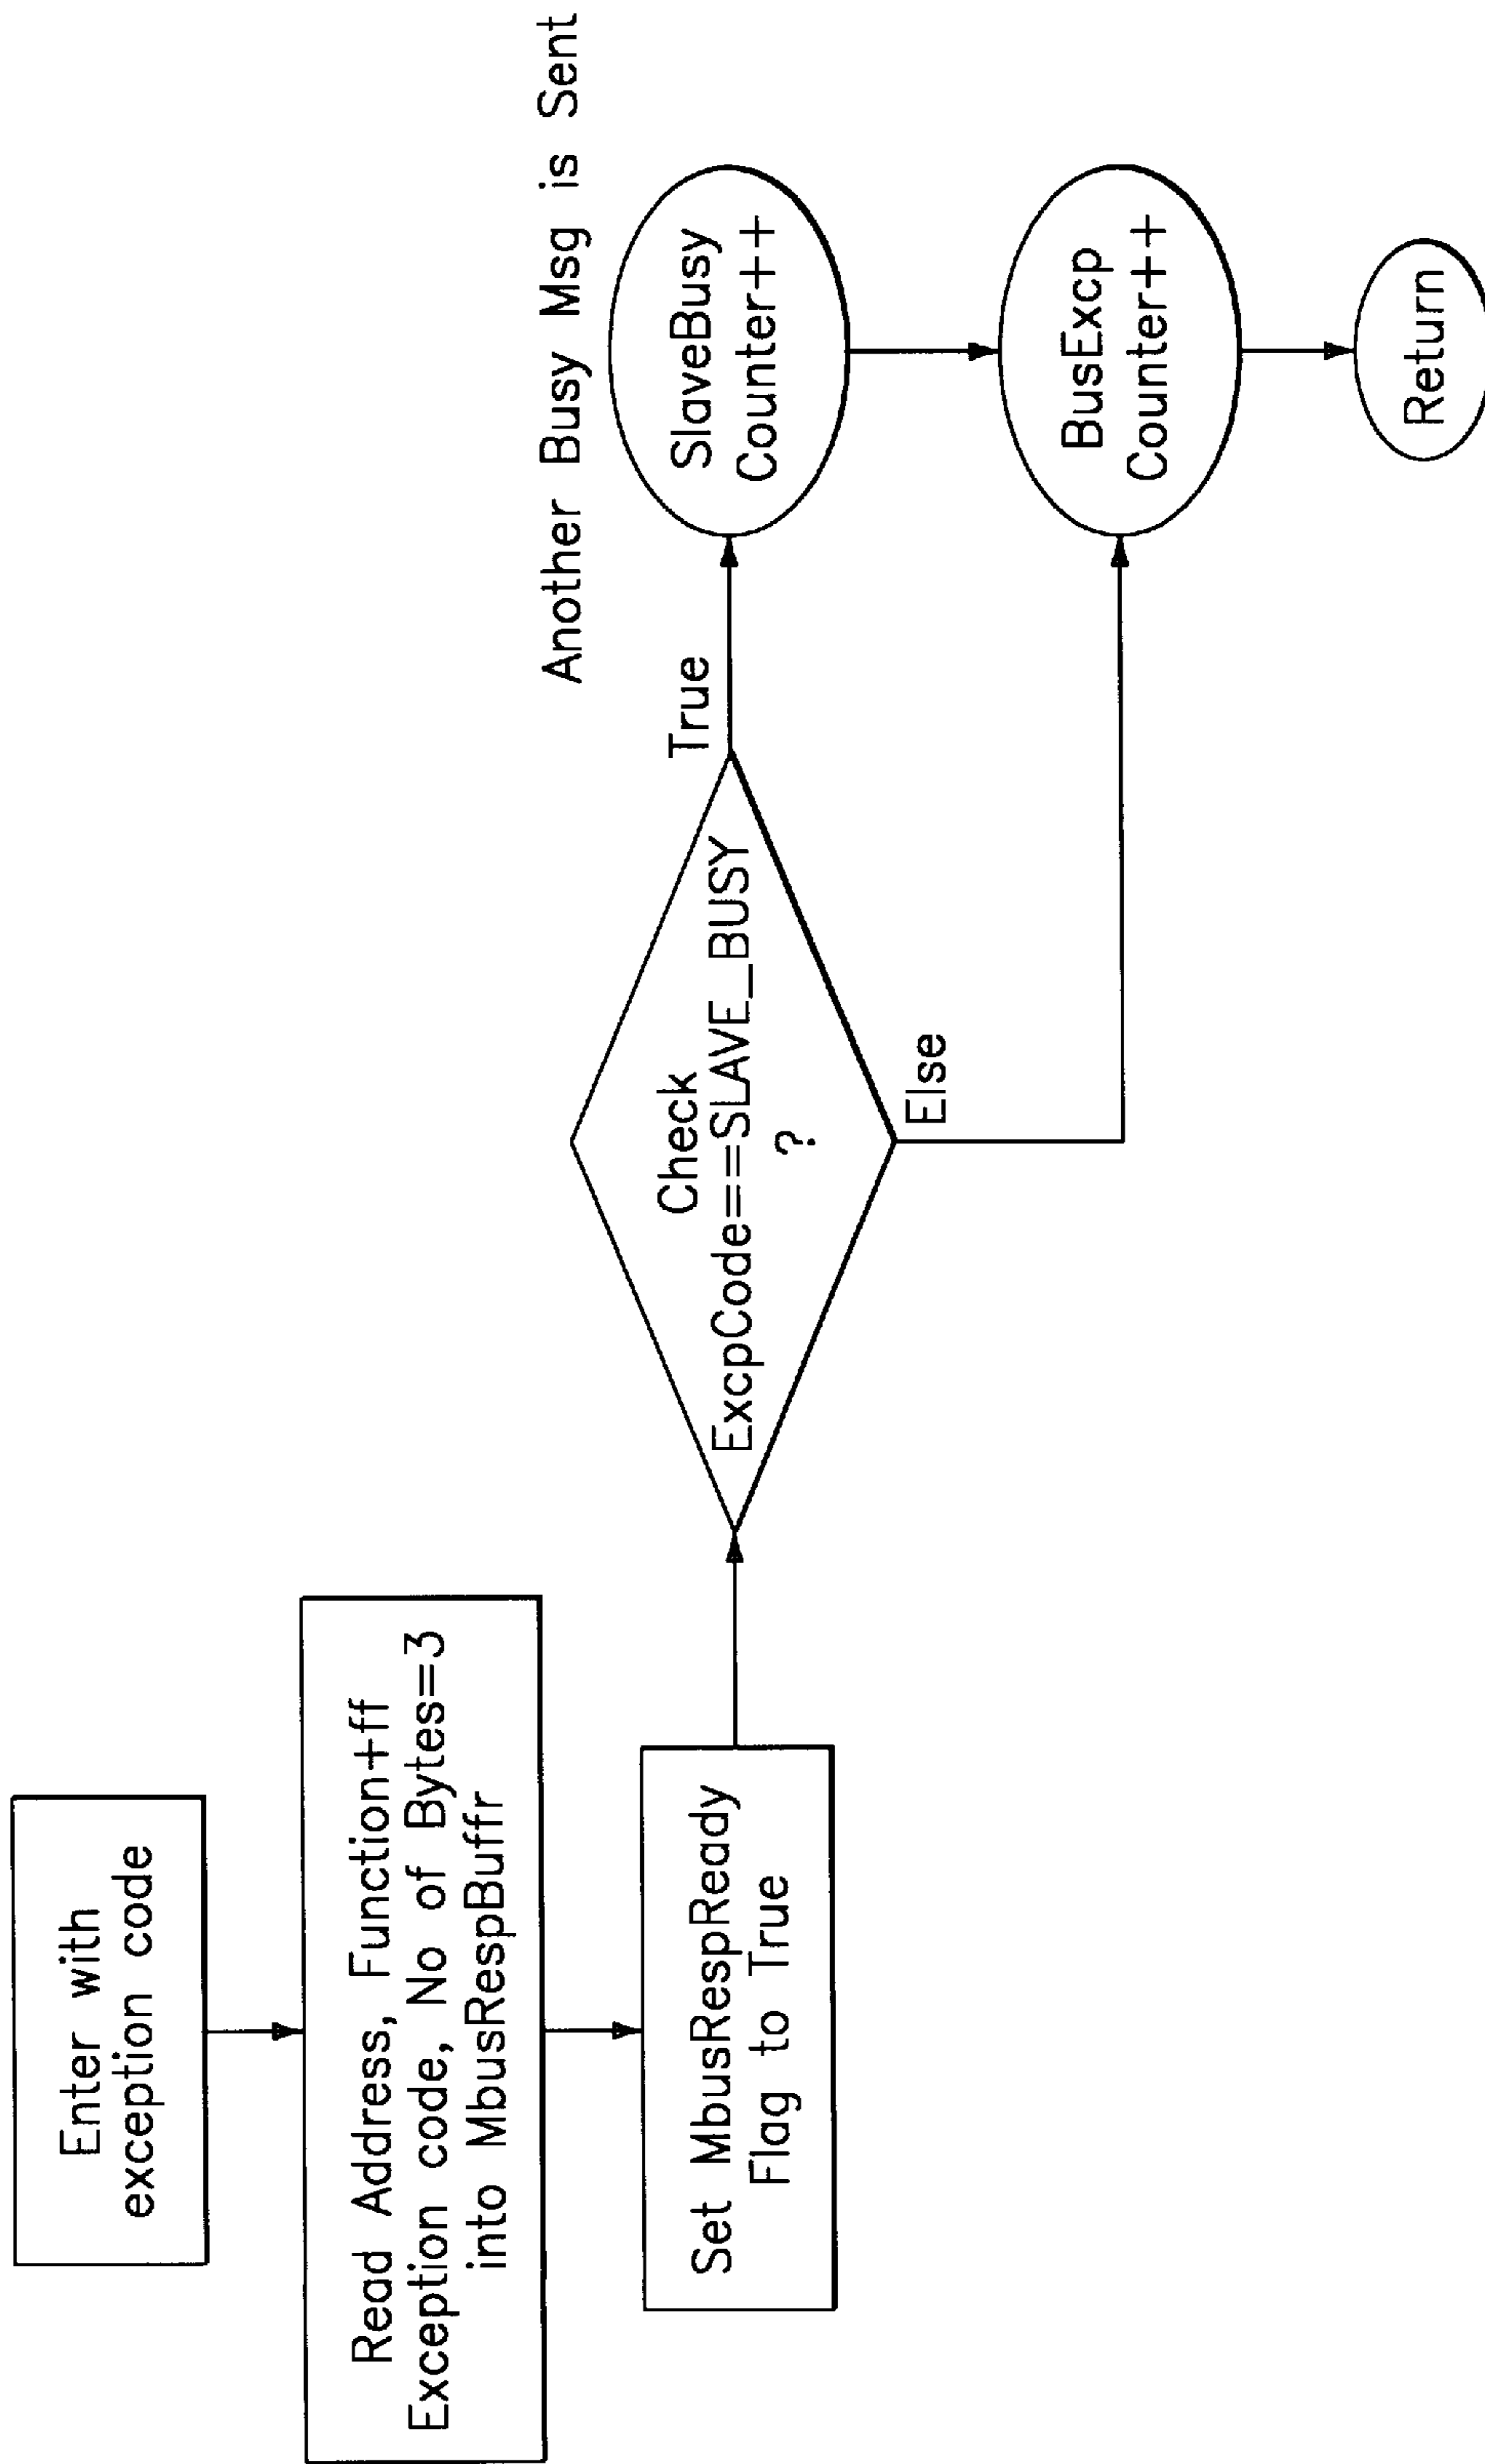 Enter with
exception code
Read Address, Function+ff
Exception code, No of Bytes=3
into MbusRespBuffr
Set MbusRespReady
Flag to True
Check
ExcpCode==SLAVE_BUSY
?
True
Else
Another Busy Msg is Sent
SlaveBusy
Counter++
BusExcp
Counter++
Return